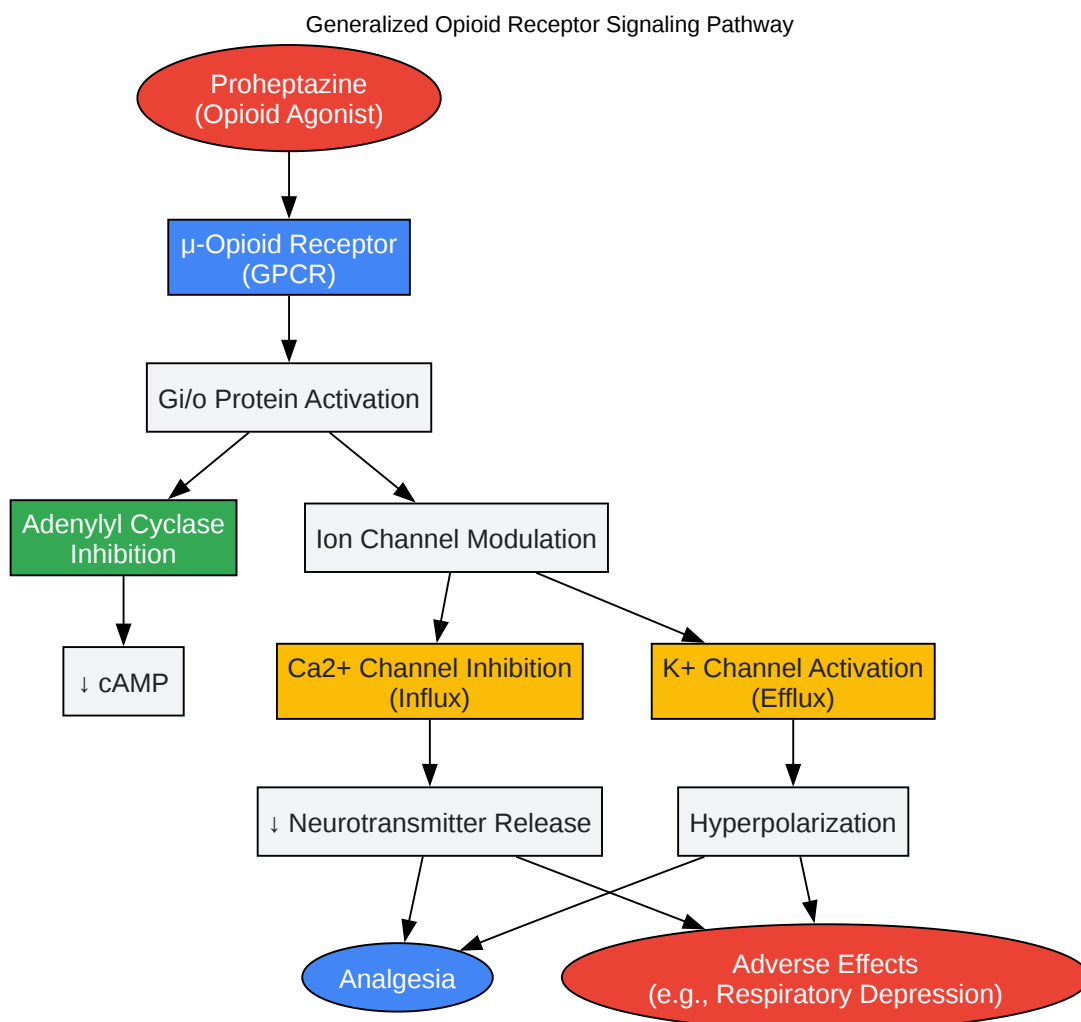 Generalized Opioid Receptor Signaling Pathway
Proheptazine
(Opioid Agonist)
μ-Opioid Receptor
(GPCR)
Gi/o Protein Activation
Adenylyl Cyclase
Inhibition
Ion Channel Modulation
↓ cAMP
Ca2+ Channel Inhibition
(Influx)
K+ Channel Activation
(Efflux)
↓ Neurotransmitter Release
Hyperpolarization
Analgesia
Adverse Effects
(e.g., Respiratory Depression)